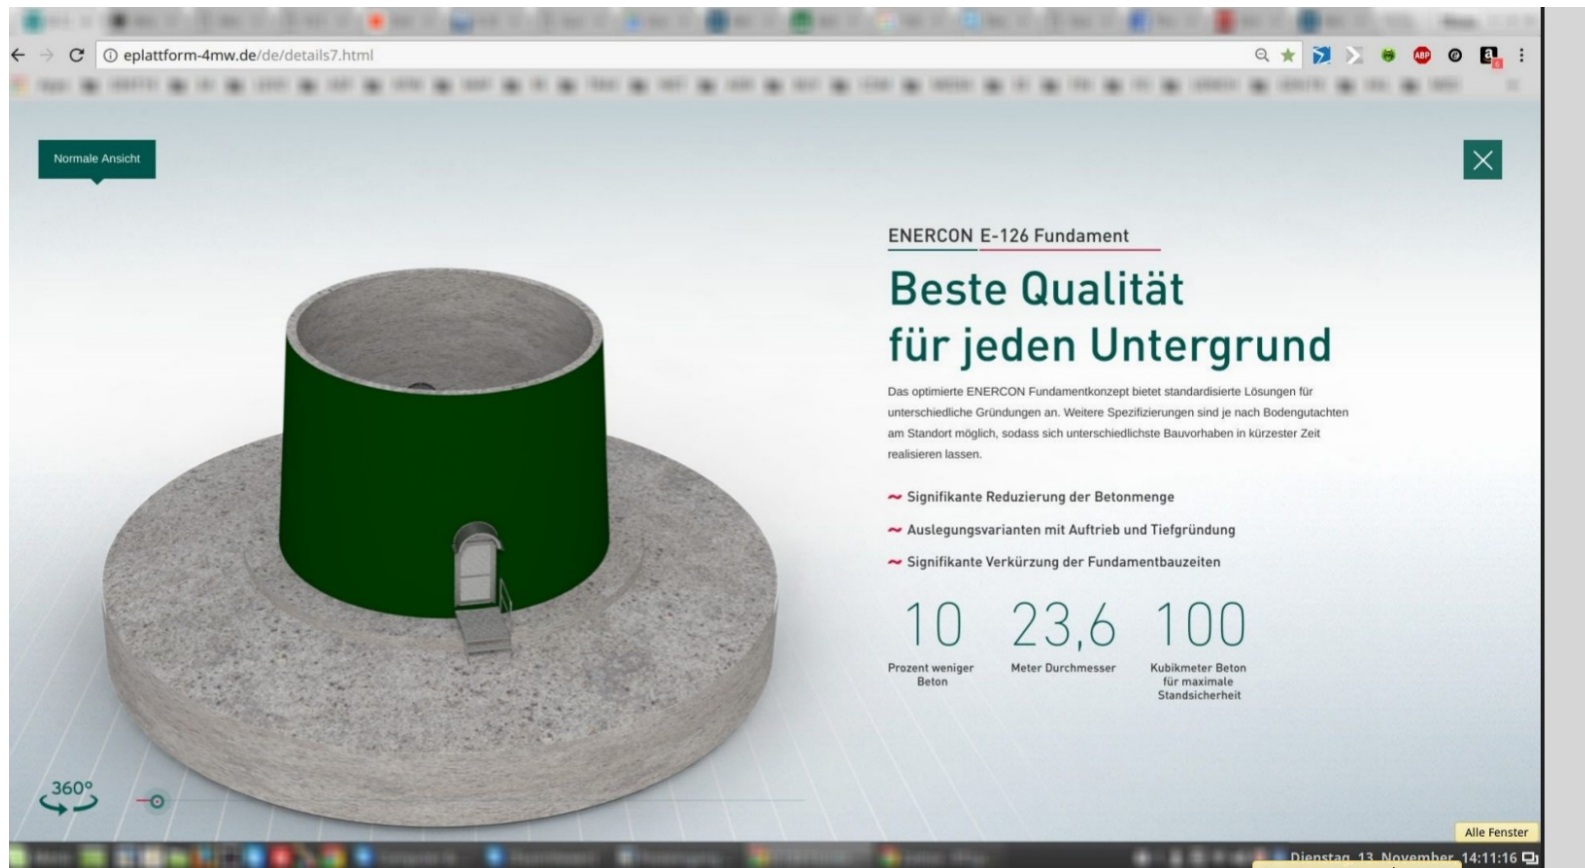 eplattform-4mw.de/de/details7.html
ABP
Normale Ansicht
ENERCON E-126 Fundament
Beste Qualität
für jeden Untergrund
Das optimierte ENERCON Fundamentkonzept bietet standardisierte Lösungen für
unterschiedliche Gründungen an. Weitere Spezifizierungen sind je nach Bodengutachten
am Standort möglich, sodass sich unterschiedlichste Bauvorhaben in kürzester Zeit
realisieren lassen.
Signifikante Reduzierung der Betonmenge
Auslegungsvarianten mit Auftrieb und Tiefgründung
Signifikante Verkürzung der Fundamentbauzeiten
10 23,6 100
Prozent weniger Meter Durchmesser Kubikmeter Beton
Beton für maximale
Standsicherheit
360°
Alle Fenster
Dienstag, 13. November, 14:11:16